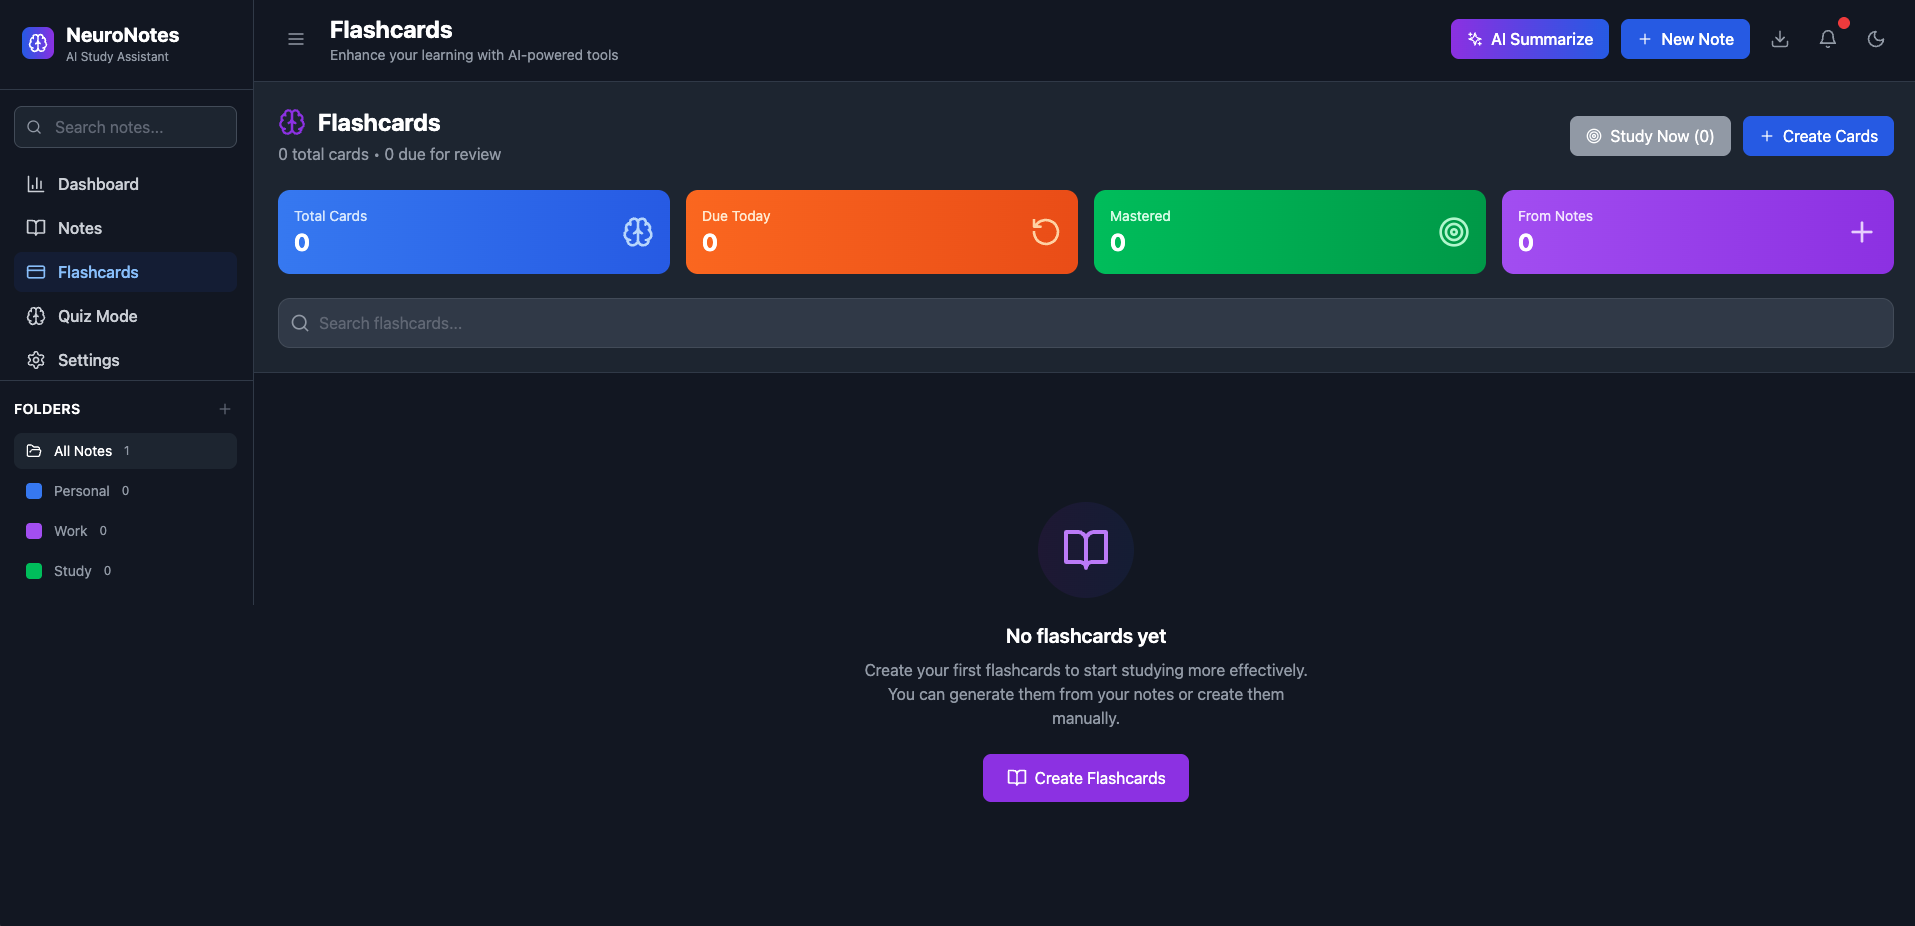 NeuroNotes
AI Study Assistant
Search notes...
Dashboard
Notes
Flashcards
Quiz Mode
Settings
FOLDERS
All Notes 1
Personal 0
Work 0
Study 0
Flashcards
Enhance your learning with AI-powered tools
AI Summarize
New Note
Flashcards
0 total cards • 0 due for review
Study Now (0)
Create Cards
Total Cards
0
Due Today
0
Mastered
0
From Notes
0
Search flashcards...
No flashcards yet
Create your first flashcards to start studying more effectively.
You can generate them from your notes or create them
manually.
Create Flashcards